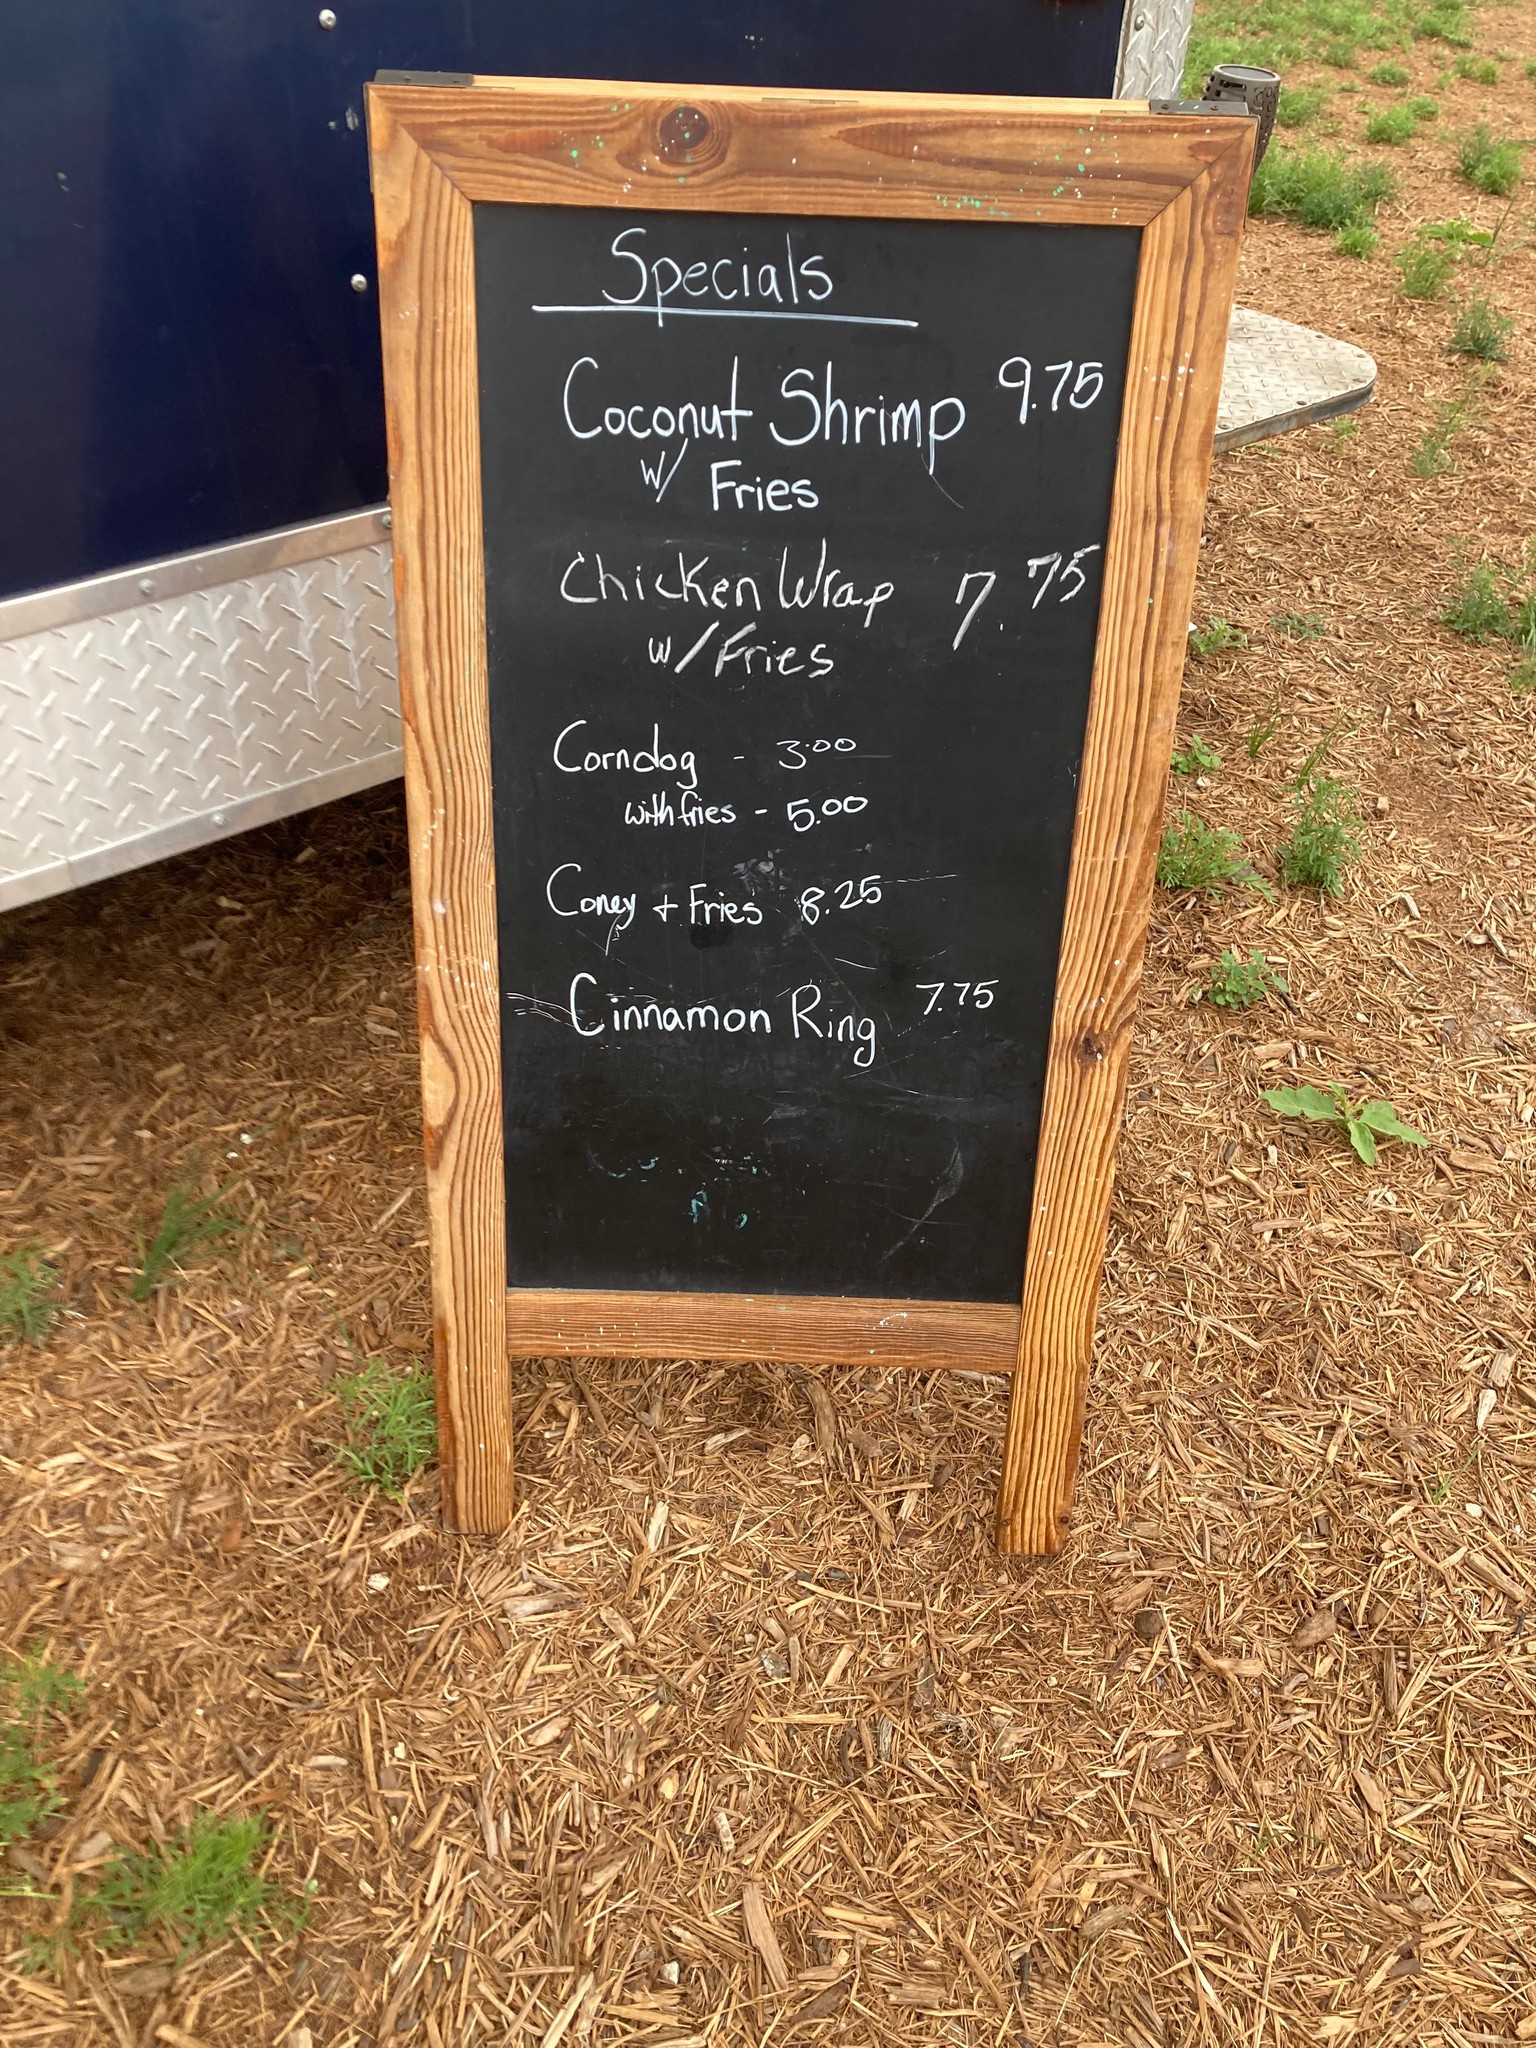 Specials
Coconut Shrimp 9.75
w/ Fries
Chicken Wrap 7.75
w/Fries
Corndog - 3.00
with fries - 5.00
Coney + Fries 8.25
Cinnamon Ring 7.75